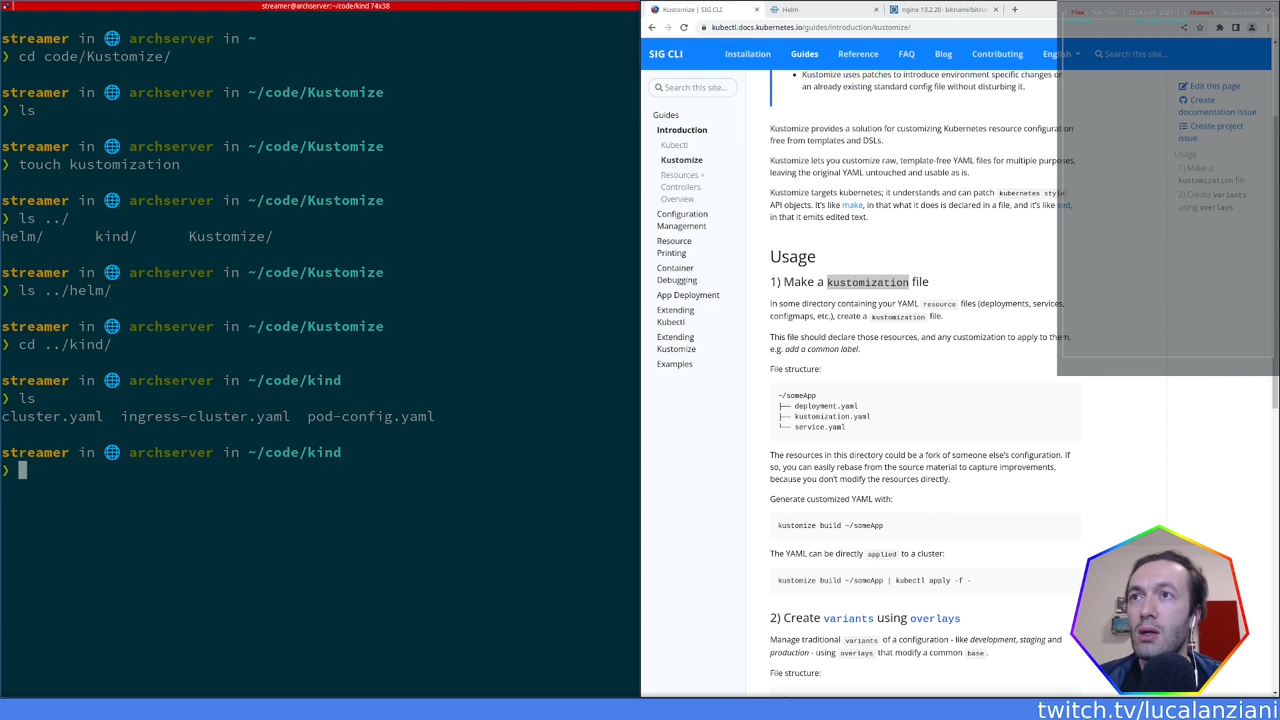 streamer@archserver:~/code/kind 74x38
streamer in 🌐 archserver in ~
❯ cd code/Kustomize/
streamer in 🌐 archserver in ~/code/Kustomize
❯ ls
streamer in 🌐 archserver in ~/code/Kustomize
❯ touch kustomization
streamer in 🌐 archserver in ~/code/Kustomize
❯ ls ../
helm/ kind/ Kustomize/
streamer in 🌐 archserver in ~/code/Kustomize
❯ ls ../helm/
streamer in 🌐 archserver in ~/code/Kustomize
❯ cd ../kind/
streamer in 🌐 archserver in ~/code/kind
❯ ls
cluster.yaml ingress-cluster.yaml pod-config.yaml
streamer in 🌐 archserver in ~/code/kind
❯
Kustomize | SIG CLI
Helm
nginx 13.2.20 · bitnami/bitn
kubectl.docs.kubernetes.io/guides/introduction/kustomize/
SIG CLI Installation Guides Reference FAQ Blog Contributing English Search this site...
Search this site...
Guides
Introduction
Kubectl
Kustomize
Resources +
Controllers
Overview
Configuration
Management
Resource
Printing
Container
Debugging
App Deployment
Extending
Kubectl
Extending
Kustomize
Examples
• Kustomize uses patches to introduce environment specific changes on
an already existing standard config file without disturbing it.
Kustomize provides a solution for customizing Kubernetes resource configuration
free from templates and DSLs.
Kustomize lets you customize raw, template-free YAML files for multiple purposes,
leaving the original YAML untouched and usable as is.
Kustomize targets kubernetes; it understands and can patch kubernetes style
API objects. It's like make, in that what it does is declared in a file, and it's like sed,
in that it emits edited text.
Usage
1) Make a kustomization file
In some directory containing your YAML resource files (deployments, services,
configmaps, etc.), create a kustomization file.
This file should declare those resources, and any customization to apply to them,
e.g. add a common label.
File structure:
~/someApp
├── deployment.yaml
├── kustomization.yaml
└── service.yaml
The resources in this directory could be a fork of someone else's configuration. If
so, you can easily rebase from the source material to capture improvements,
because you don't modify the resources directly.
Generate customized YAML with:
kustomize build ~/someApp
The YAML can be directly applied to a cluster:
kustomize build ~/someApp | kubectl apply -f -
2) Create variants using overlays
Manage traditional variants of a configuration - like development, staging and
production - using overlays that modify a common base.
File structure:
Edit this page
Create
documentation issue
Create project
issue
Usage
1) Make a
kustomization file
2) Create variants
using overlays
twitch.tv/lucalanziani